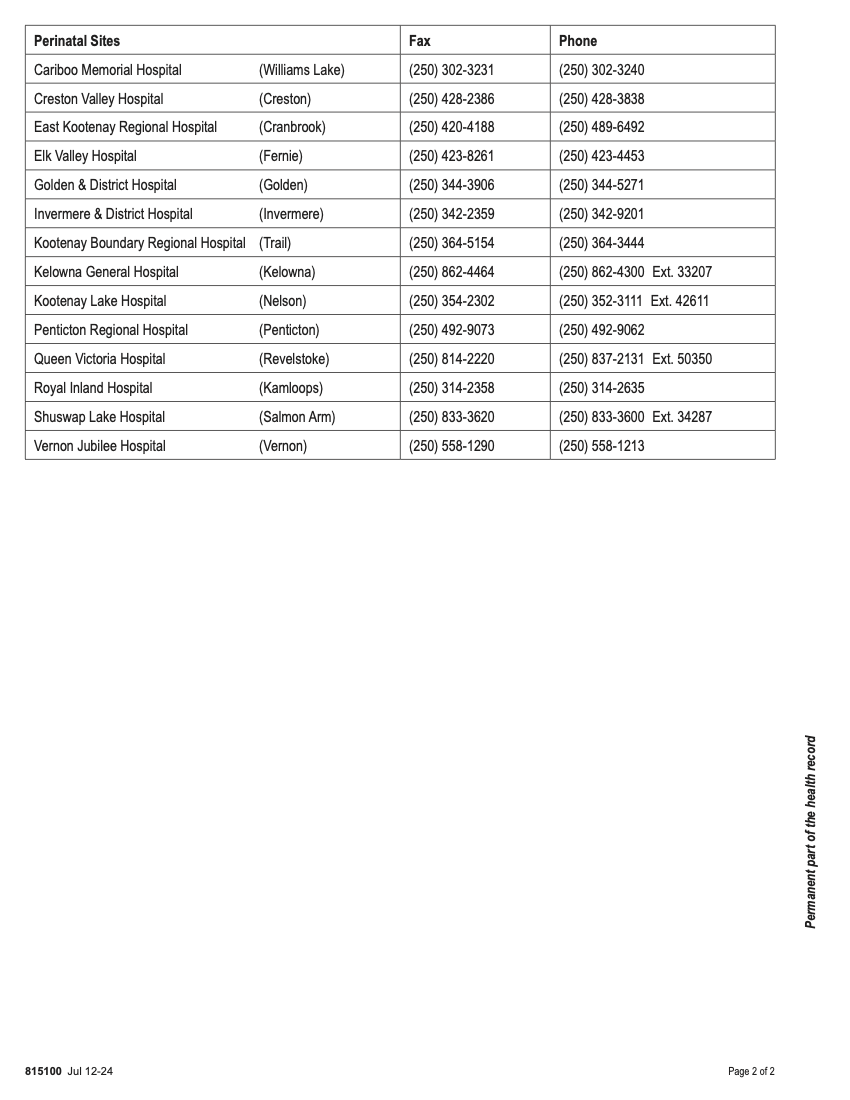 Perinatal Sites Fax Phone
Cariboo Memorial Hospital (Williams Lake) (250) 302-3231 (250) 302-3240
Creston Valley Hospital (Creston) (250) 428-2386 (250) 428-3838
East Kootenay Regional Hospital (Cranbrook) (250) 420-4188 (250) 489-6492
Elk Valley Hospital (Fernie) (250) 423-8261 (250) 423-4453
Golden & District Hospital (Golden) (250) 344-3906 (250) 344-5271
Invermere & District Hospital (Invermere) (250) 342-2359 (250) 342-9201
Kootenay Boundary Regional Hospital (Trail) (250) 364-5154 (250) 364-3444
Kelowna General Hospital (Kelowna) (250) 862-4464 (250) 862-4300 Ext. 33207
Kootenay Lake Hospital (Nelson) (250) 354-2302 (250) 352-3111 Ext. 42611
Penticton Regional Hospital (Penticton) (250) 492-9073 (250) 492-9062
Queen Victoria Hospital (Revelstoke) (250) 814-2220 (250) 837-2131 Ext. 50350
Royal Inland Hospital (Kamloops) (250) 314-2358 (250) 314-2635
Shuswap Lake Hospital (Salmon Arm) (250) 833-3620 (250) 833-3600 Ext. 34287
Vernon Jubilee Hospital (Vernon) (250) 558-1290 (250) 558-1213
Permanent part of the health record
815100 Jul 12-24 Page 2 of 2